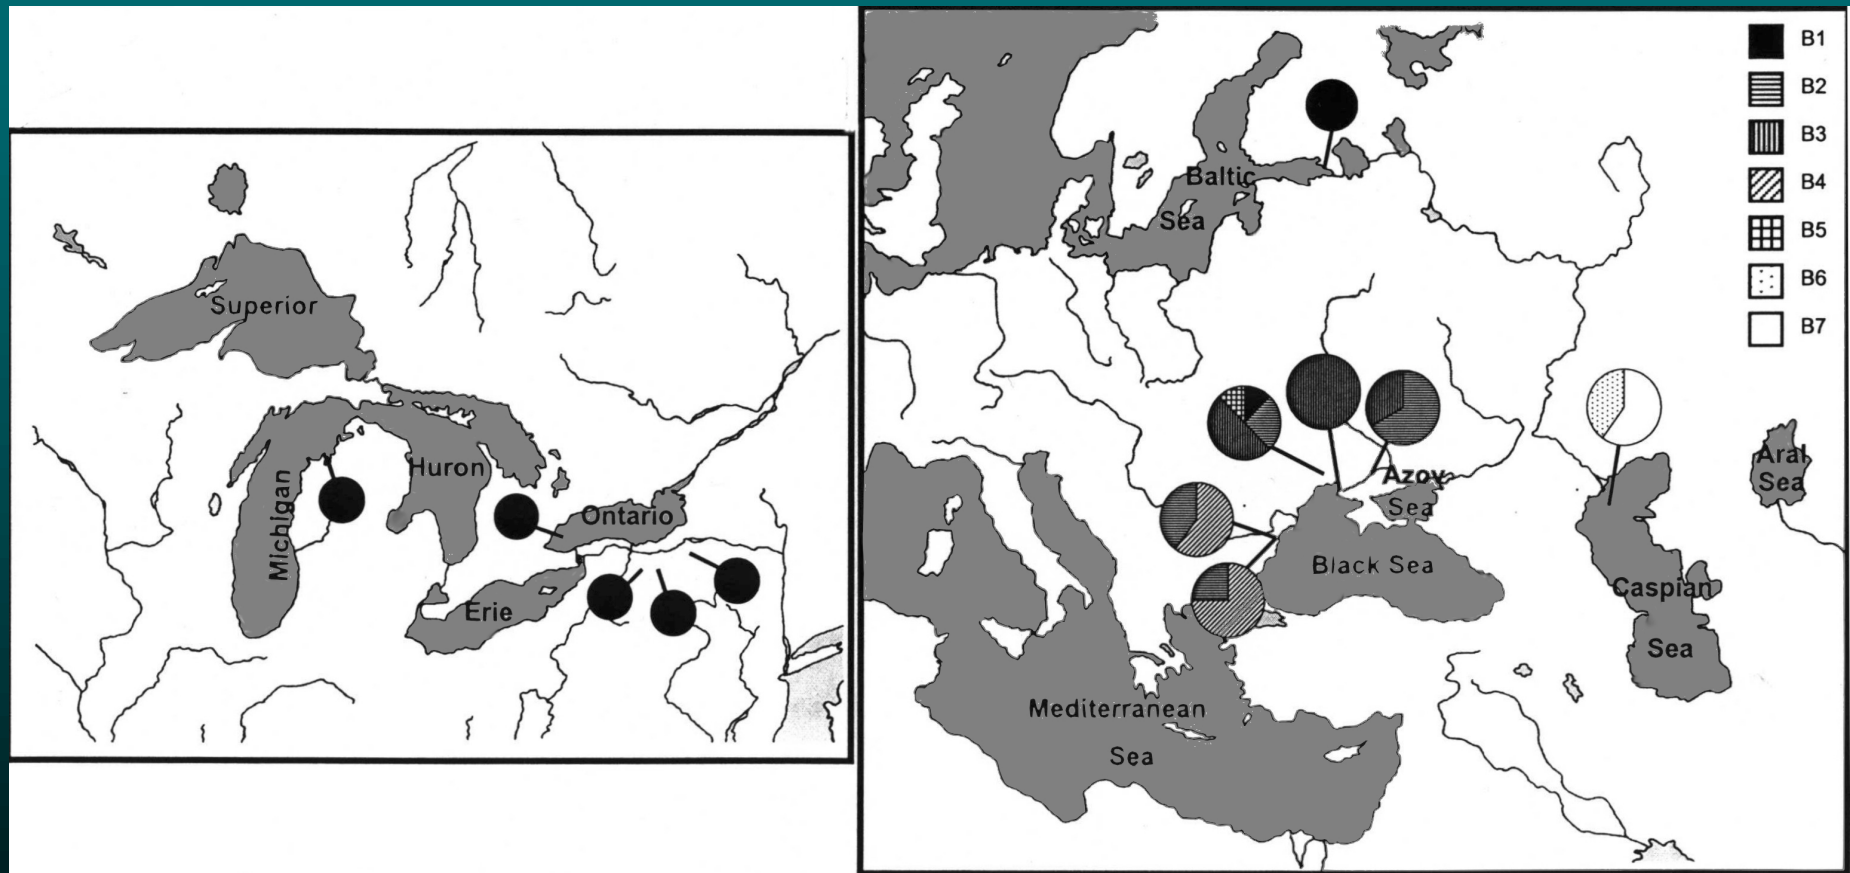 Superior
Michigan
Huron
Ontario
Erie
Baltic
Sea
B1
B2
B3
B4
B5
B6
B7
Azov
Sea
Black Sea
Aral
Sea
Caspian
Sea
Mediterranean
Sea